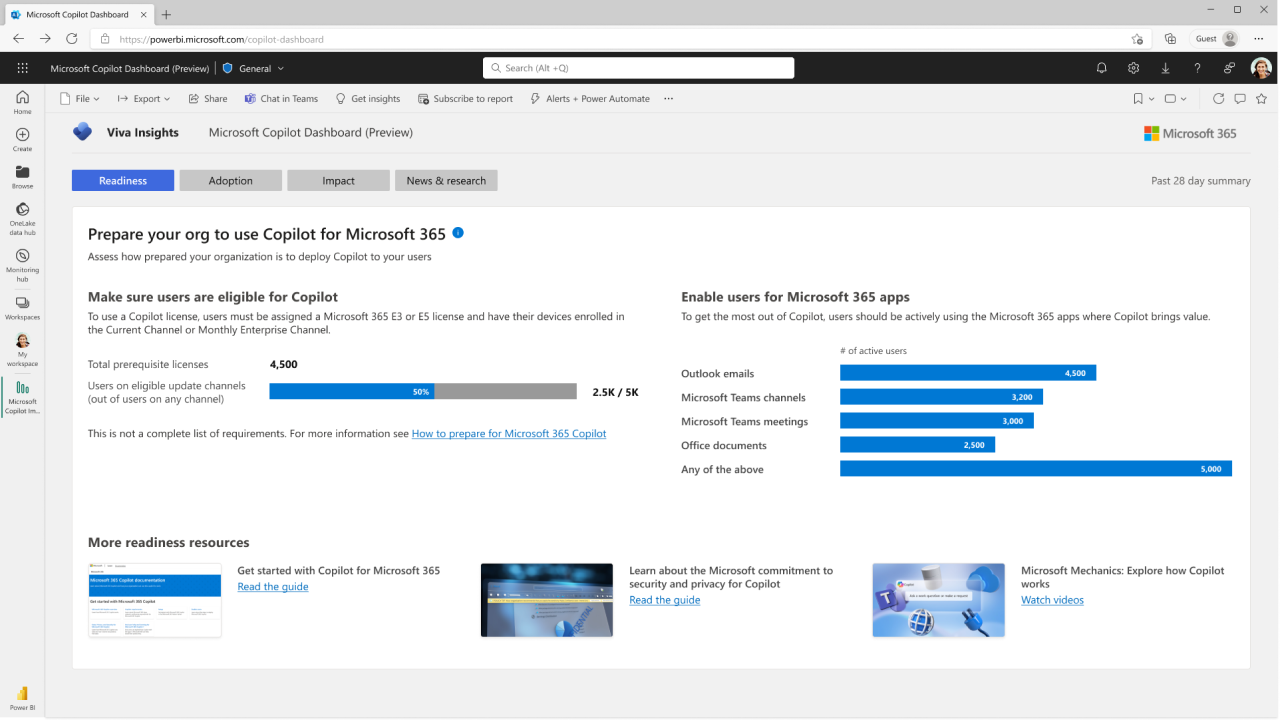 Microsoft Copilot Dashboard
https://powerbi.microsoft.com/copilot-dashboard
Guest
Microsoft Copilot Dashboard (Preview)
General
Search (Alt +Q)
Home
Create
Browse
OneLake
data hub
Monitoring
hub
Workspaces
My
workspace
Microsoft
Copilot Im...
Power BI
File
Export
Share
Chat in Teams
Get insights
Subscribe to report
Alerts + Power Automate
Viva Insights
Microsoft Copilot Dashboard (Preview)
Microsoft 365
Readiness
Adoption
Impact
News & research
Past 28 day summary
Prepare your org to use Copilot for Microsoft 365
Assess how prepared your organization is to deploy Copilot to your users
Make sure users are eligible for Copilot
To use a Copilot license, users must be assigned a Microsoft 365 E3 or E5 license and have their devices enrolled in
the Current Channel or Monthly Enterprise Channel.
Total prerequisite licenses
4,500
Users on eligible update channels
(out of users on any channel)
50%
2.5K / 5K
This is not a complete list of requirements. For more information see How to prepare for Microsoft 365 Copilot
Enable users for Microsoft 365 apps
To get the most out of Copilot, users should be actively using the Microsoft 365 apps where Copilot brings value.
# of active users
Outlook emails
4,500
Microsoft Teams channels
3,200
Microsoft Teams meetings
3,000
Office documents
2,500
Any of the above
5,000
More readiness resources
Microsoft 365 Copilot documentation
Get started with Microsoft 365 Copilot
Get started with Copilot for Microsoft 365
Read the guide
Learn about the Microsoft commitment to
security and privacy for Copilot
Read the guide
Copilot
Ask a work question or make a request
Microsoft Mechanics: Explore how Copilot
works
Watch videos